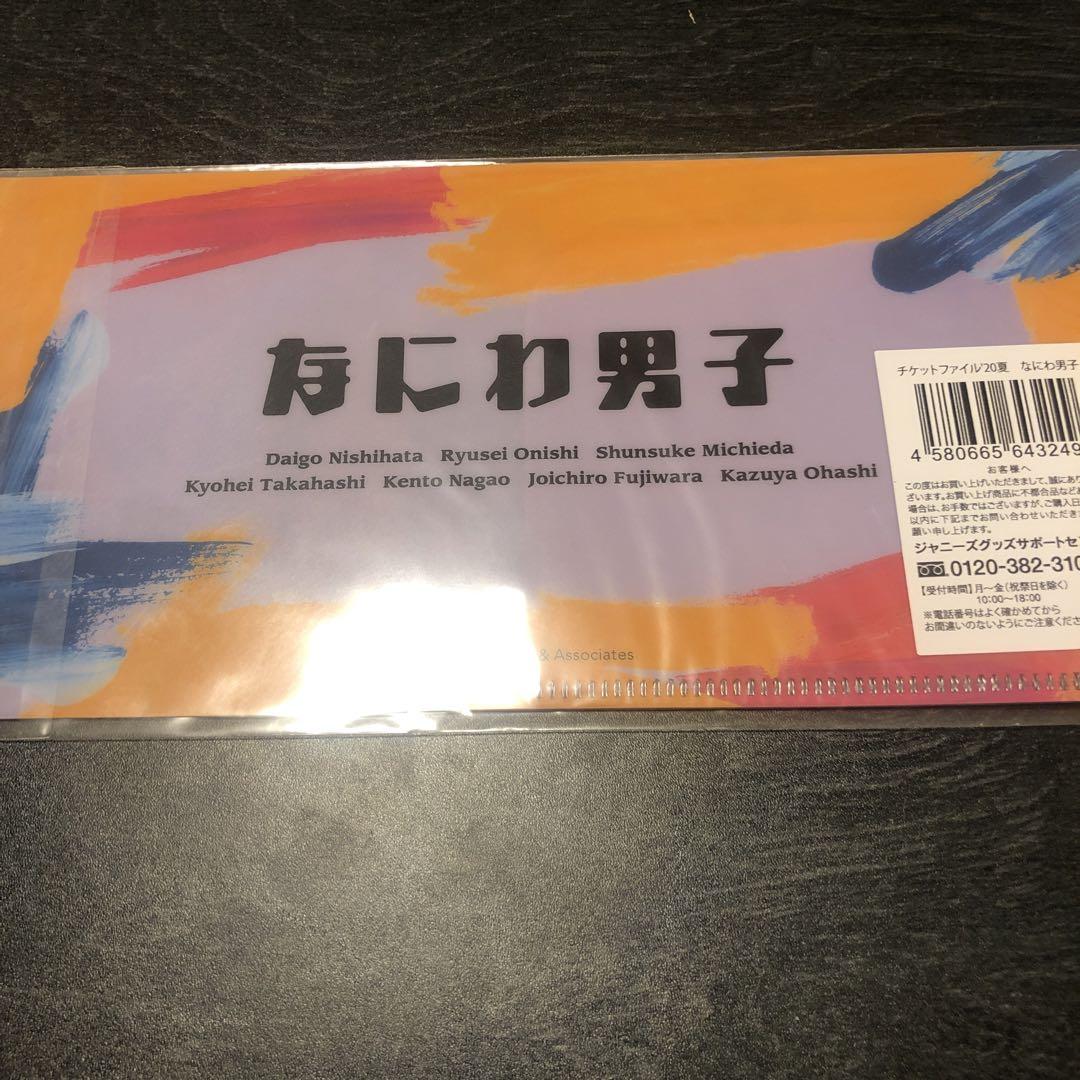 なにわ男子
Daigo Nishihata Ryusei Onishi Shunsuke Michieda
Kyohei Takahashi Kento Nagao Joichiro Fujiwara Kazuya Ohashi
& Associates
チケットファイル'20夏 なにわ男子
4 580665 643249
お客様へ
この度はお買い上げいただきまして、誠にあり
ざいます。お買い上げ商品に不都合品など
場合は、お手数ではございますが、ご購入日
以内に下記までお問い合わせいただき
願い申し上げます。
ジャニーズグッズサポートセン
0120-382-310
【受付時間】月～金(祝祭日を除く)
10:00～18:00
※電話番号はよく確かめてから
お間違いのないようにご注意くださ